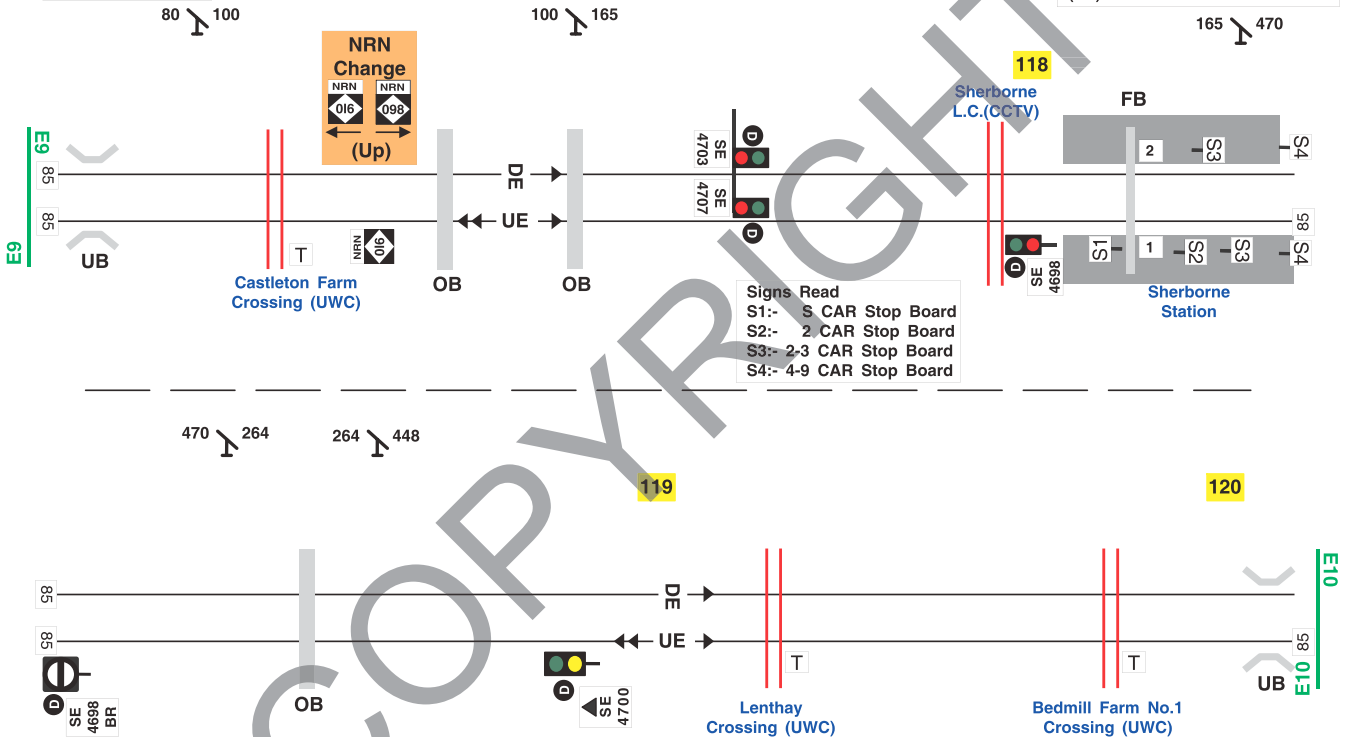 80 100
100 165
165 470
NRN
Change
NRN NRN
016 098
(Up)
118
Sherborne
L.C.(CCTV)
FB
E9
85
DE
SE
4703
D
2
S3
S4
85
UE
SE
4707
D
85
E9
UB
T
NRN
016
Castleton Farm
Crossing (UWC)
OB
OB
D
SE
4698
S1
1
S2
S3
S4
Sherborne
Station
Signs Read
S1:- S CAR Stop Board
S2:- 2 CAR Stop Board
S3:- 2-3 CAR Stop Board
S4:- 4-9 CAR Stop Board
470 264
264 448
119
120
85
DE
E10
85
UE
85
E10
D
SE
4698
BR
OB
D
SE
4700
T
T
UB
Lenthay
Crossing (UWC)
Bedmill Farm No.1
Crossing (UWC)
COPYRIGHT